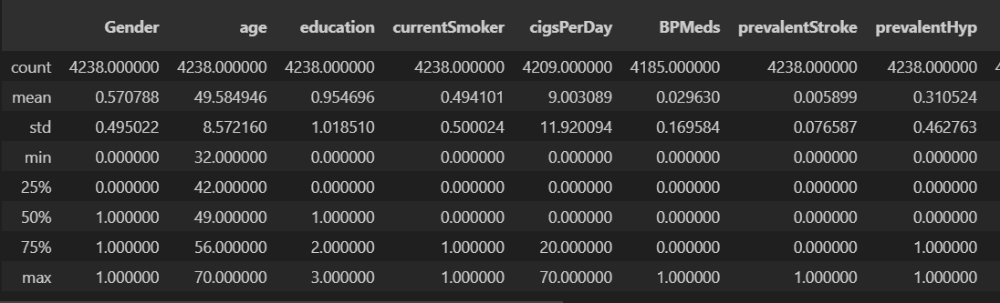 Gender age education currentSmoker cigsPerDay BPMeds prevalentStroke prevalentHyp
count 4238.000000 4238.000000 4238.000000 4238.000000 4209.000000 4185.000000 4238.000000 4238.000000
mean 0.570788 49.584946 0.954696 0.494101 9.003089 0.029630 0.005899 0.310524
std 0.495022 8.572160 1.018510 0.500024 11.920094 0.169584 0.076587 0.462763
min 0.000000 32.000000 0.000000 0.000000 0.000000 0.000000 0.000000 0.000000
25% 0.000000 42.000000 0.000000 0.000000 0.000000 0.000000 0.000000 0.000000
50% 1.000000 49.000000 1.000000 0.000000 0.000000 0.000000 0.000000 0.000000
75% 1.000000 56.000000 2.000000 1.000000 20.000000 0.000000 0.000000 1.000000
max 1.000000 70.000000 3.000000 1.000000 70.000000 1.000000 1.000000 1.000000